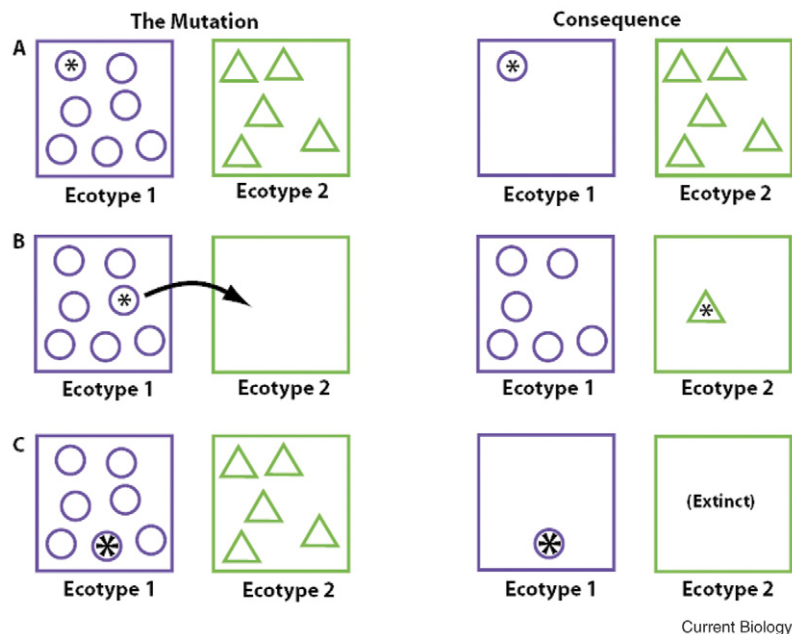 The Mutation Consequence
A
* *
Ecotype 1 Ecotype 2 Ecotype 1 Ecotype 2
B
* *
Ecotype 1 Ecotype 2 Ecotype 1 Ecotype 2
C
(Extinct)
* *
Ecotype 1 Ecotype 2 Ecotype 1 Ecotype 2
Current Biology